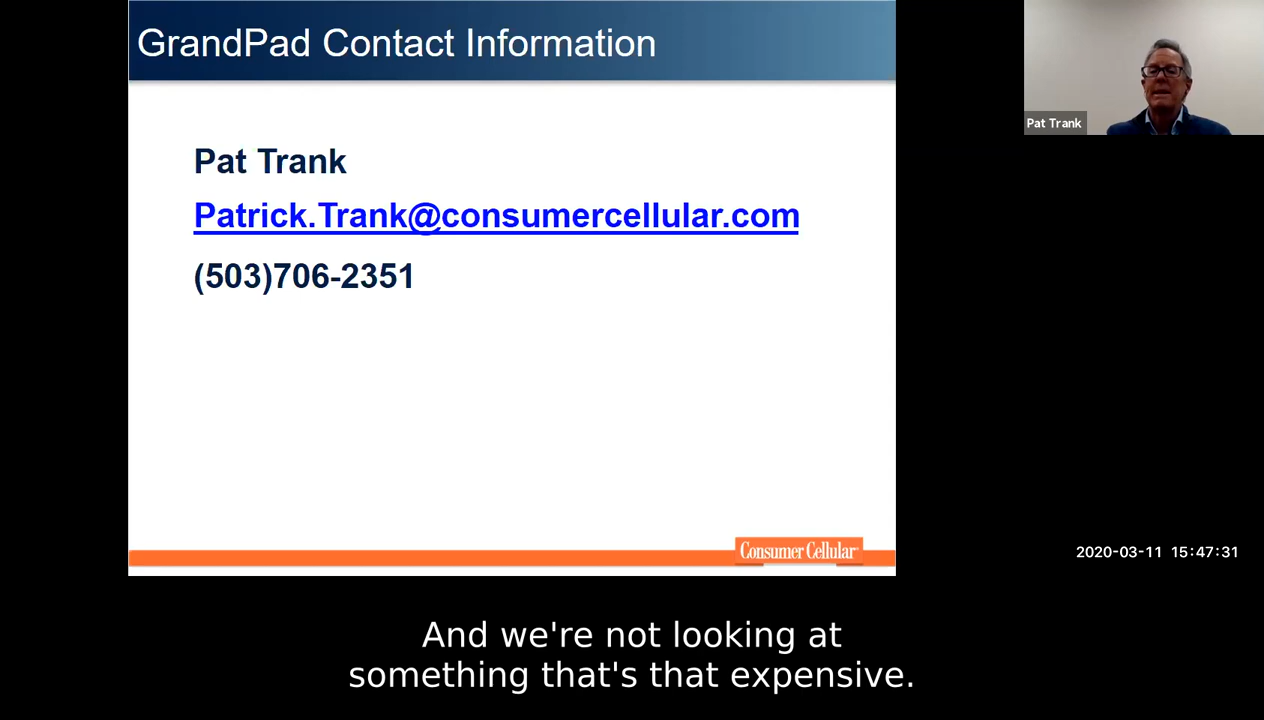 GrandPad Contact Information
Pat Trank
Pat Trank
Patrick.Trank@consumercellular.com
(503)706-2351
Consumer Cellular
2020-03-11 15:47:31
And we're not looking at
something that's that expensive.